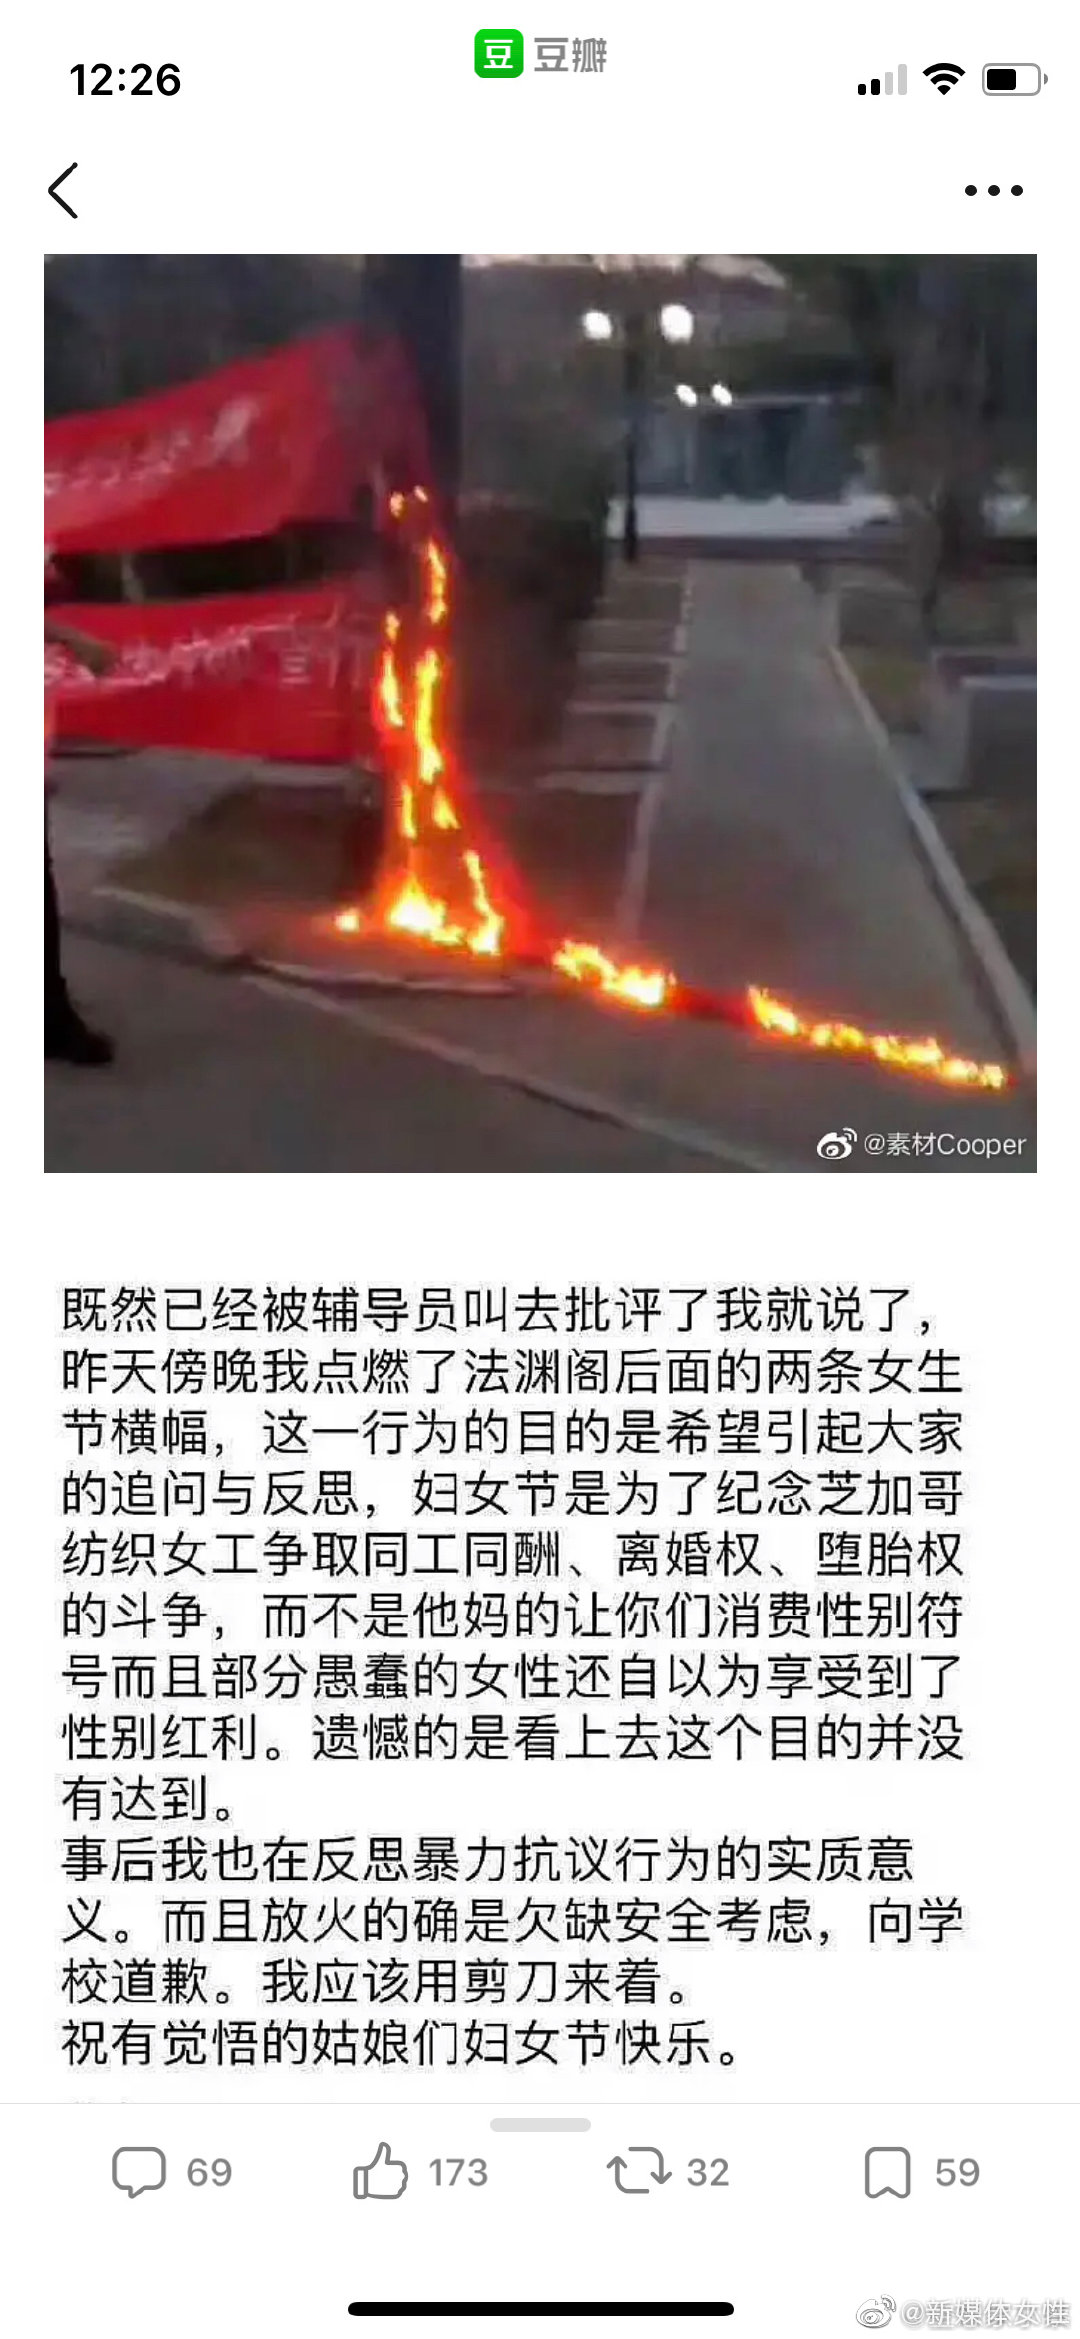 12:26
豆 豆瓣
@素材Cooper
既然已经被辅导员叫去批评了我就说了，
昨天傍晚我点燃了法渊阁后面的两条女生
节横幅，这一行为的目的是希望引起大家
的追问与反思，妇女节是为了纪念芝加哥
纺织女工争取同工同酬、离婚权、堕胎权
的斗争，而不是他妈的让你们消费性别符
号而且部分愚蠢的女性还自以为享受到了
性别红利。遗憾的是看上去这个目的并没
有达到。
事后我也在反思暴力抗议行为的实质意
义。而且放火的确是欠缺安全考虑，向学
校道歉。我应该用剪刀来着。
祝有觉悟的姑娘们妇女节快乐。
69 173 32 59
@新媒体女性